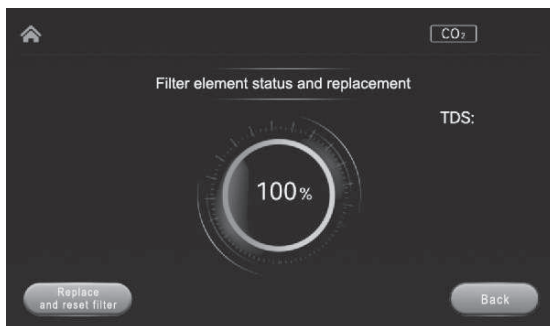 CO₂
Filter element status and replacement
TDS:
100%
Replace
and reset filter
Back